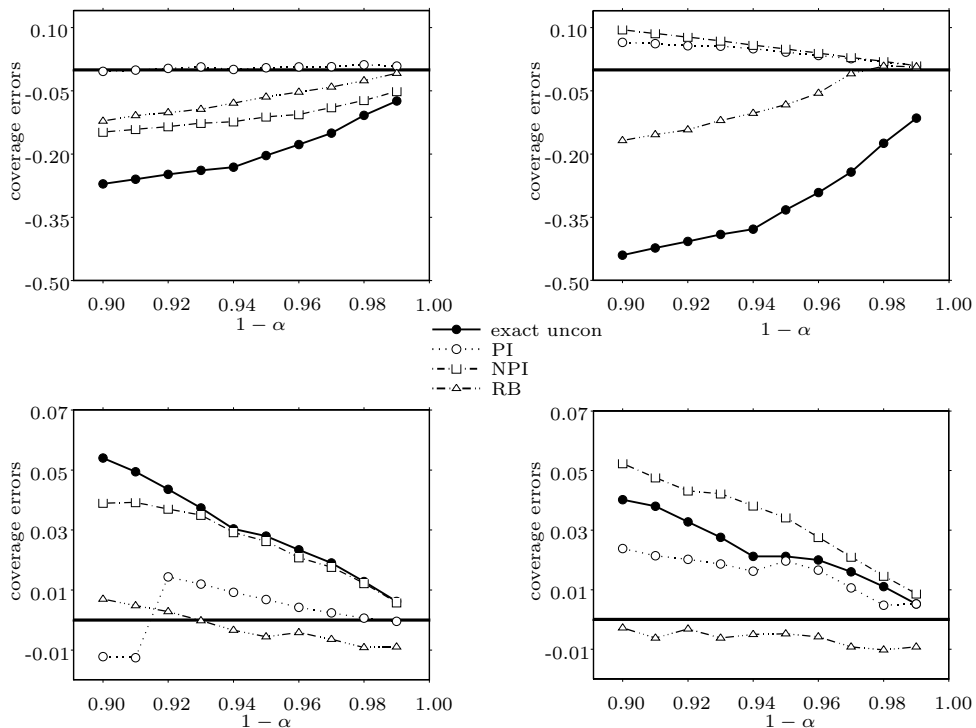 coverage errors
0.10
-0.05
-0.20
-0.35
-0.50
0.90 0.92 0.94 0.96 0.98 1.00
1 − α
coverage errors
0.10
-0.05
-0.20
-0.35
-0.50
0.90 0.92 0.94 0.96 0.98 1.00
1 − α
exact uncon
PI
NPI
RB
coverage errors
0.07
0.05
0.03
0.01
-0.01
0.90 0.92 0.94 0.96 0.98 1.00
1 − α
coverage errors
0.07
0.05
0.03
0.01
-0.01
0.90 0.92 0.94 0.96 0.98 1.00
1 − α